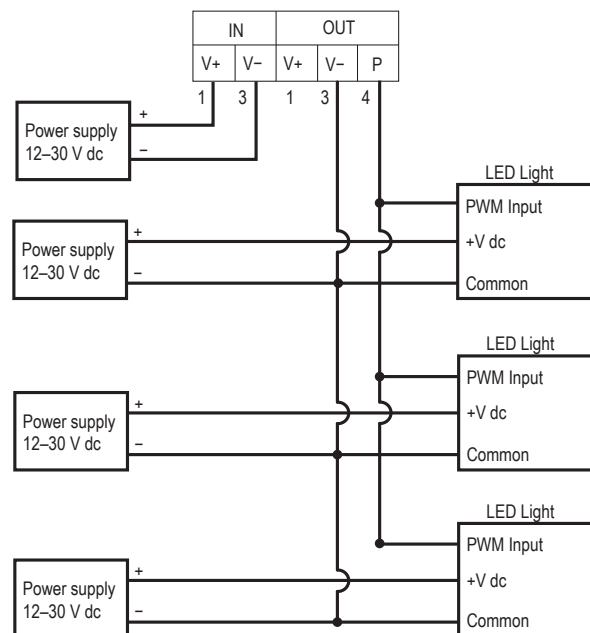 IN OUT
V+ V− V+ V− P
1 3 1 3 4
+
Power supply
12–30 V dc
−
LED Light
PWM Input
+
Power supply
12–30 V dc
+V dc
−
Common
LED Light
PWM Input
+
Power supply
12–30 V dc
+V dc
−
Common
LED Light
PWM Input
+
Power supply
12–30 V dc
+V dc
−
Common